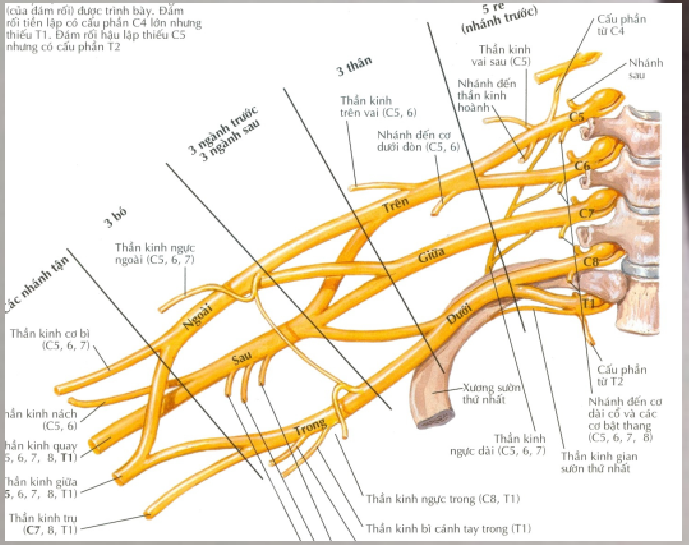 (của đám rối) được trình bày. Đám
rối tiền lập có cấu phần C4 lớn nhưng
thiếu T1. Đám rối hậu lập thiếu C5
nhưng có cấu phần T2
5 rễ
(nhánh trước)
Cấu phần
từ C4
Thần kinh
vai sau (C5)
Nhánh
sau
3 thân
Nhánh đến
thần kinh
hoành
Thần kinh
trên vai (C5, 6)
3 ngành trước
3 ngành sau
Nhánh đến cơ
dưới đòn (C5, 6)
C5
C6
C7
C8
T1
Trên
Giữa
Dưới
3 bó
Thần kinh ngực
ngoài (C5, 6, 7)
Các nhánh tận
Ngoài
Sau
Trong
Thần kinh cơ bì
(C5, 6, 7)
thần kinh nách
(C5, 6)
thần kinh quay
5, 6, 7, 8, T1)
Thần kinh giữa
5, 6, 7, 8, T1)
Thần kinh trụ
(C7, 8, T1)
Xương sườn
thứ nhất
Cấu phần
từ T2
Nhánh đến cơ
dài cổ và các
cơ bậc thang
(C5, 6, 7, 8)
Thần kinh
ngực dài (C5, 6, 7)
Thần kinh gian
sườn thứ nhất
Thần kinh ngực trong (C8, T1)
Thần kinh bì cánh tay trong (T1)